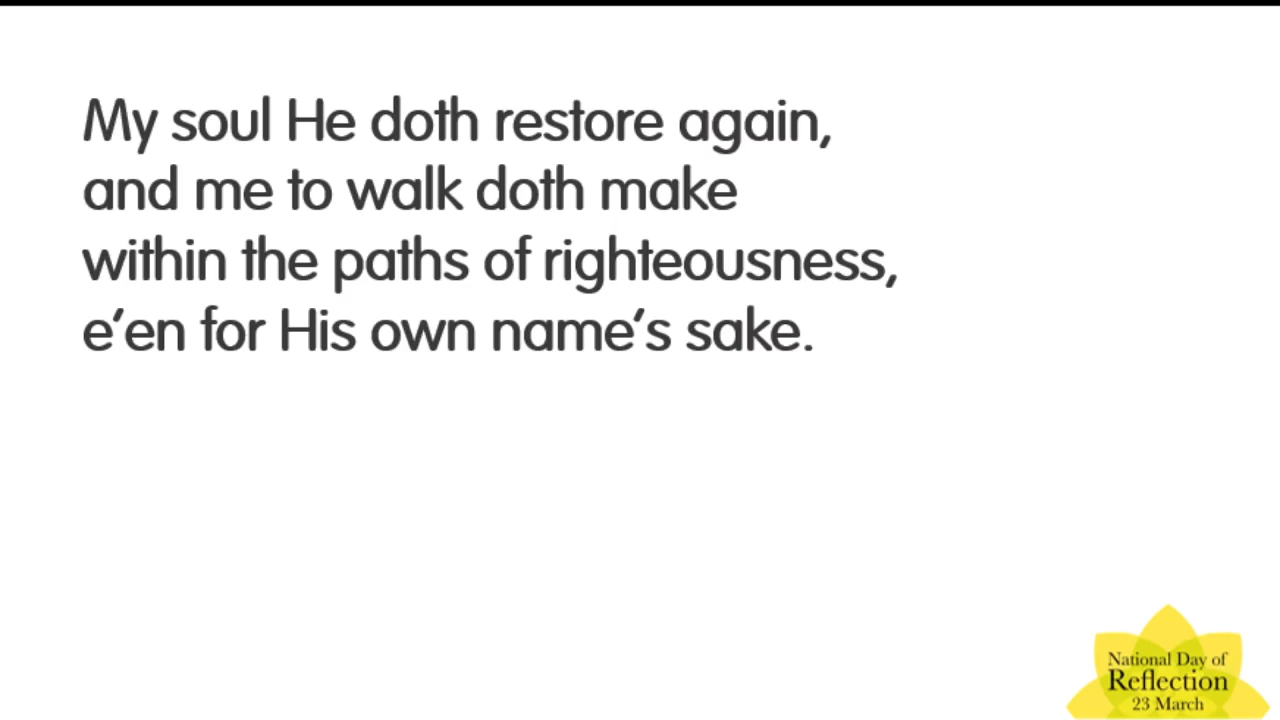 My soul He doth restore again,
and me to walk doth make
within the paths of righteousness,
e’en for His own name’s sake.
National Day of
Reflection
23 March